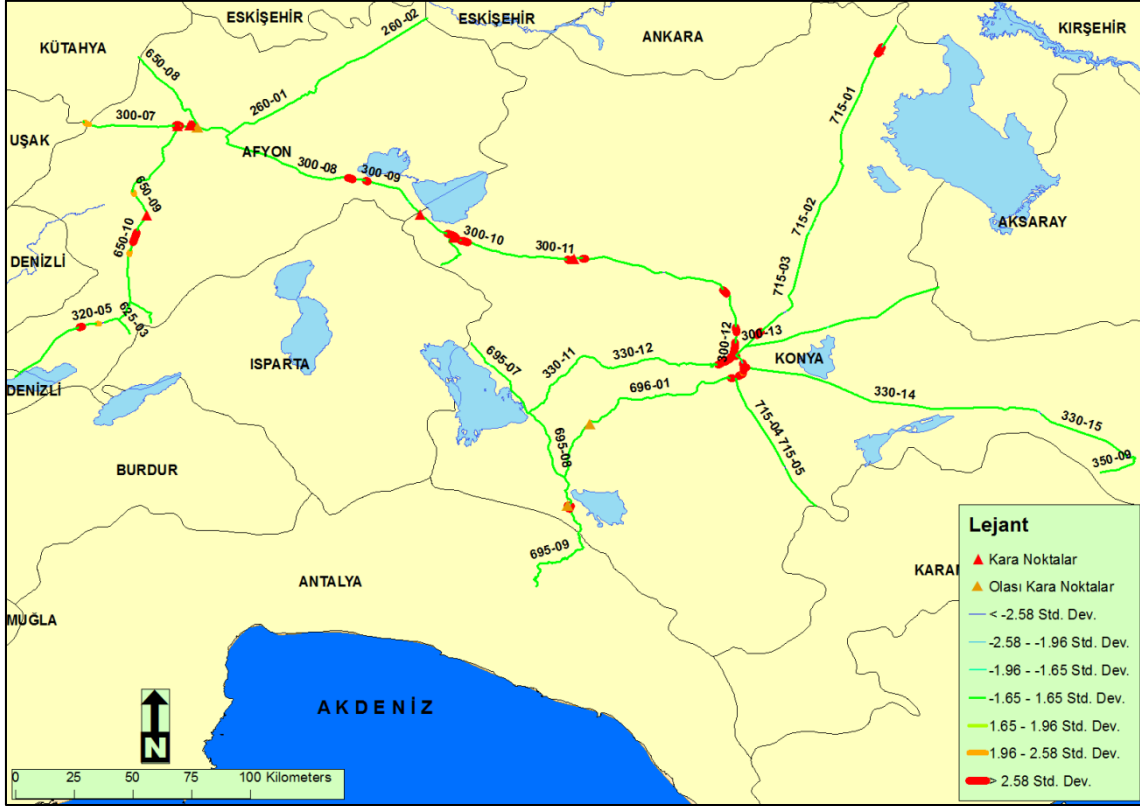 ESKİŞEHİR
ESKİŞEHİR
260-02
KIRŞEHİR
ANKARA
KÜTAHYA
650-08
260-01
715-01
300-07
UŞAK
AFYON
300-08
300-09
650-09
715-02
AKSARAY
650-10
300-10
300-11
DENİZLİ
715-03
320-05
625-03
300-12
300-13
KONYA
ISPARTA
695-07
330-11
330-12
DENİZLİ
696-01
330-14
330-15
695-08
715-04
715-05
350-09
BURDUR
695-09
ANTALYA
KARAM
MUĞLA
AKDENİZ
N
0 25 50 100 Kilometers
Lejant
Kara Noktalar
Olası Kara Noktalar
< -2.58 Std. Dev.
-2.58 - -1.96 Std. Dev.
-1.96 - -1.65 Std. Dev.
-1.65 - 1.65 Std. Dev.
1.65 - 1.96 Std. Dev.
1.96 - 2.58 Std. Dev.
> 2.58 Std. Dev.